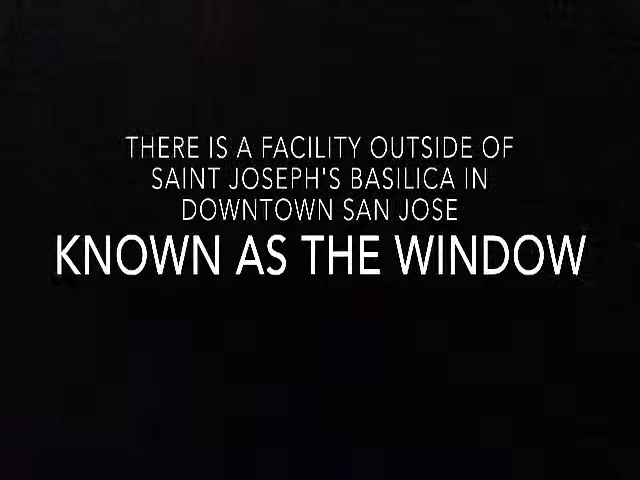 THERE IS A FACILITY OUTSIDE OF
SAINT JOSEPH'S BASILICA IN
DOWNTOWN SAN JOSE
KNOWN AS THE WINDOW